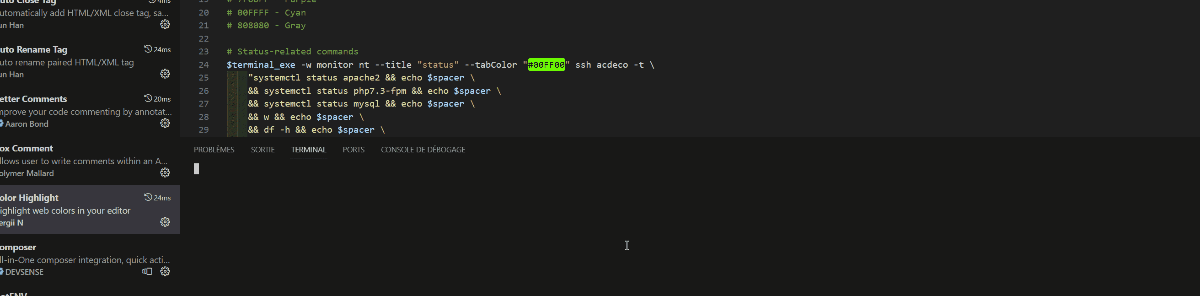 uto Close Tag 4ms
utomatically add HTML/XML close tag, sa...
un Han
uto Rename Tag 24ms
uto rename paired HTML/XML tag
un Han
etter Comments 20ms
mprove your code commenting by annotat...
Aaron Bond
ox Comment
llows user to write comments within an A...
olymer Mallard
olor Highlight 24ms
ighlight web colors in your editor
ergii N
omposer
ll-in-One composer integration, quick acti...
DEVSENSE
otENV
20 # 00FFFF - Cyan
21 # 808080 - Gray
22
23 # Status-related commands
24 $terminal_exe -w monitor nt --title "status" --tabColor "#00FF00" ssh acdeco -t \
25 "systemctl status apache2 && echo $spacer \
26 && systemctl status php7.3-fpm && echo $spacer \
27 && systemctl status mysql && echo $spacer \
28 && w && echo $spacer \
29 && df -h && echo $spacer \
PROBLÈMES SORTIE TERMINAL PORTS CONSOLE DE DÉBOGAGE